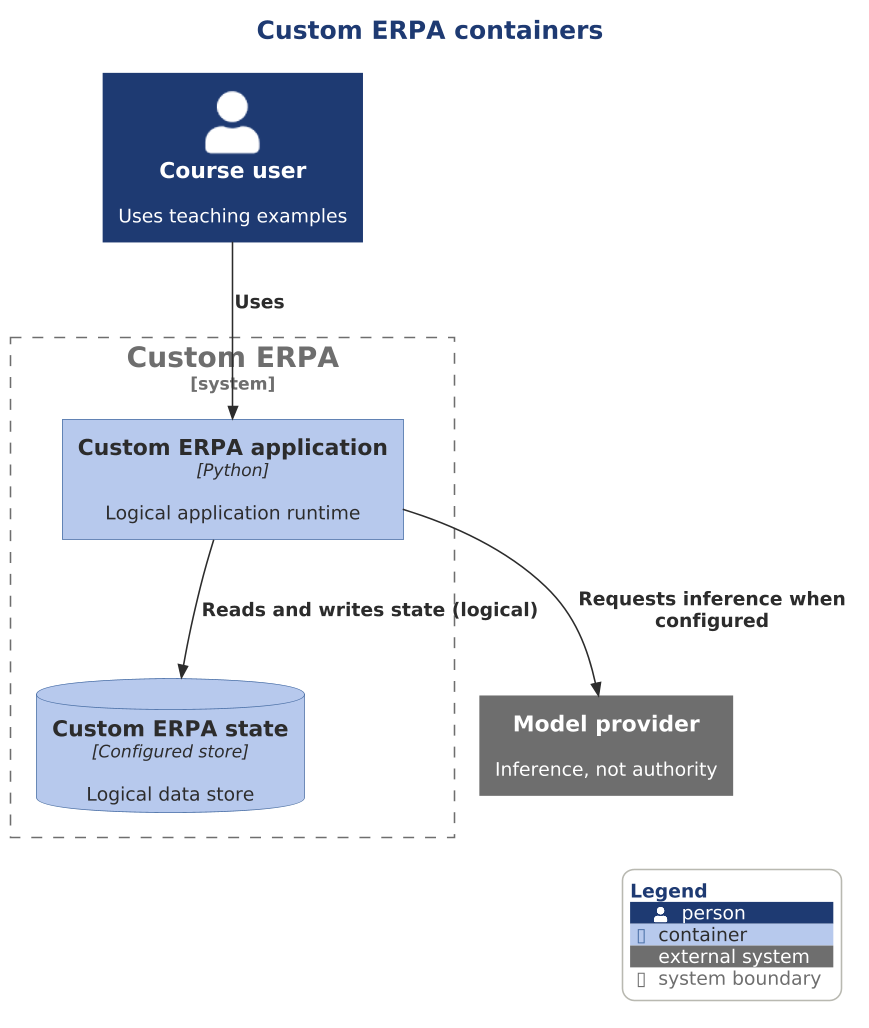 Custom ERPA containers
Course user
Uses teaching examples
Uses
Custom ERPA
[system]
Custom ERPA application
[Python]
Logical application runtime
Reads and writes state (logical)
Requests inference when
configured
Custom ERPA state
[Configured store]
Logical data store
Model provider
Inference, not authority
Legend
person
container
external system
system boundary